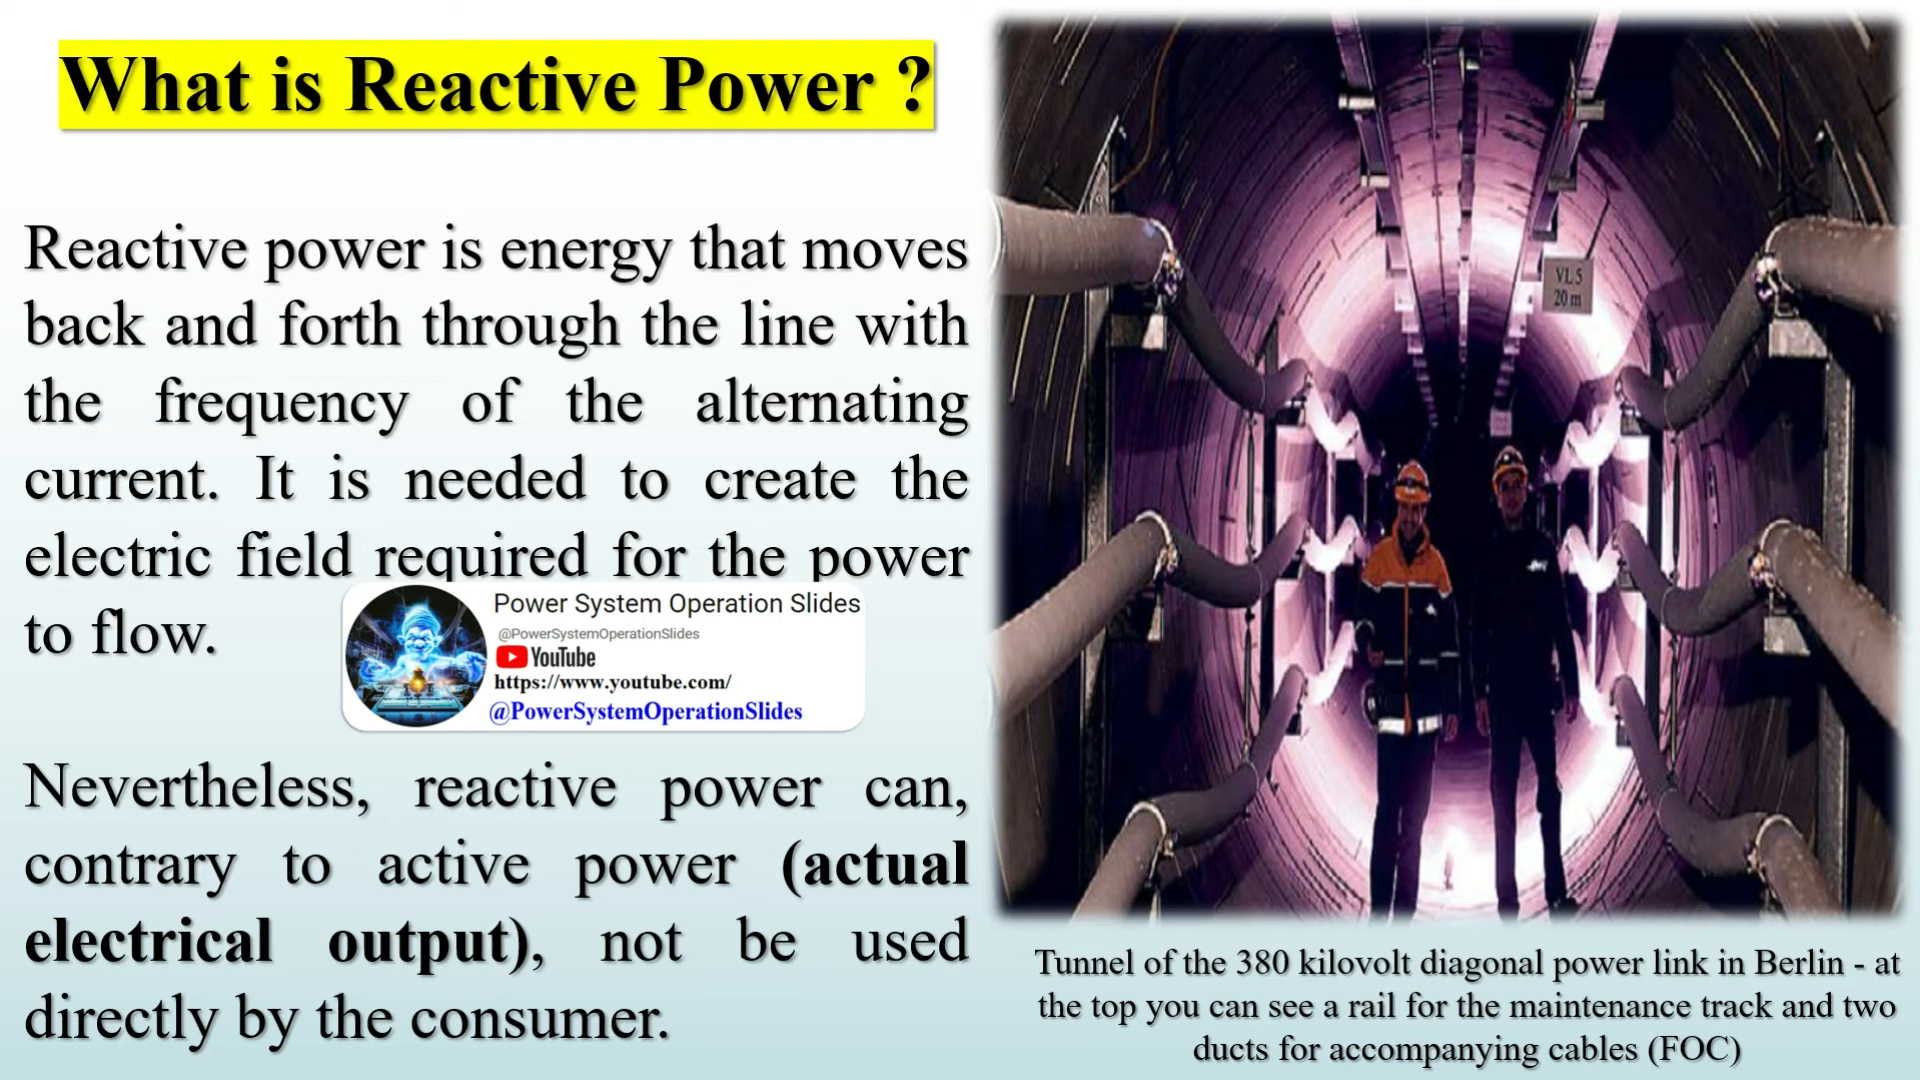 What is Reactive Power ?
Reactive power is energy that moves
back and forth through the line with
the frequency of the alternating
current. It is needed to create the
electric field required for the power
to flow.
Power System Operation Slides
@PowerSystemOperationSlides
YouTube
https://www.youtube.com/
@PowerSystemOperationSlides
Nevertheless, reactive power can,
contrary to active power (actual
electrical output), not be used
directly by the consumer.
VL 5
20 m
Tunnel of the 380 kilovolt diagonal power link in Berlin - at
the top you can see a rail for the maintenance track and two
ducts for accompanying cables (FOC)